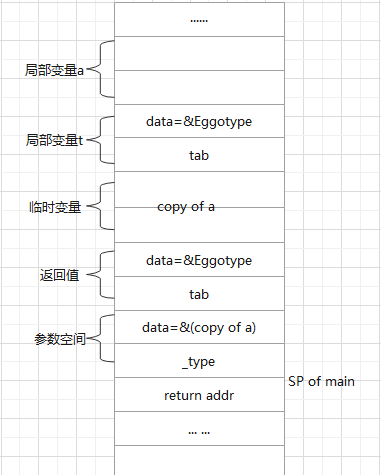 ......
局部变量a
data=&Eggotype
局部变量t
tab
临时变量
copy of a
data=&Eggotype
返回值
tab
data=&(copy of a)
参数空间
_type
SP of main
return addr
... ...